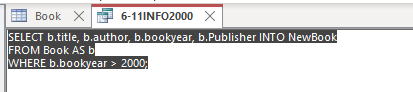 Book
6-11INFO2000
SELECT b.title, b.author, b.bookyear, b.Publisher INTO NewBook
FROM Book AS b
WHERE b.bookyear > 2000;